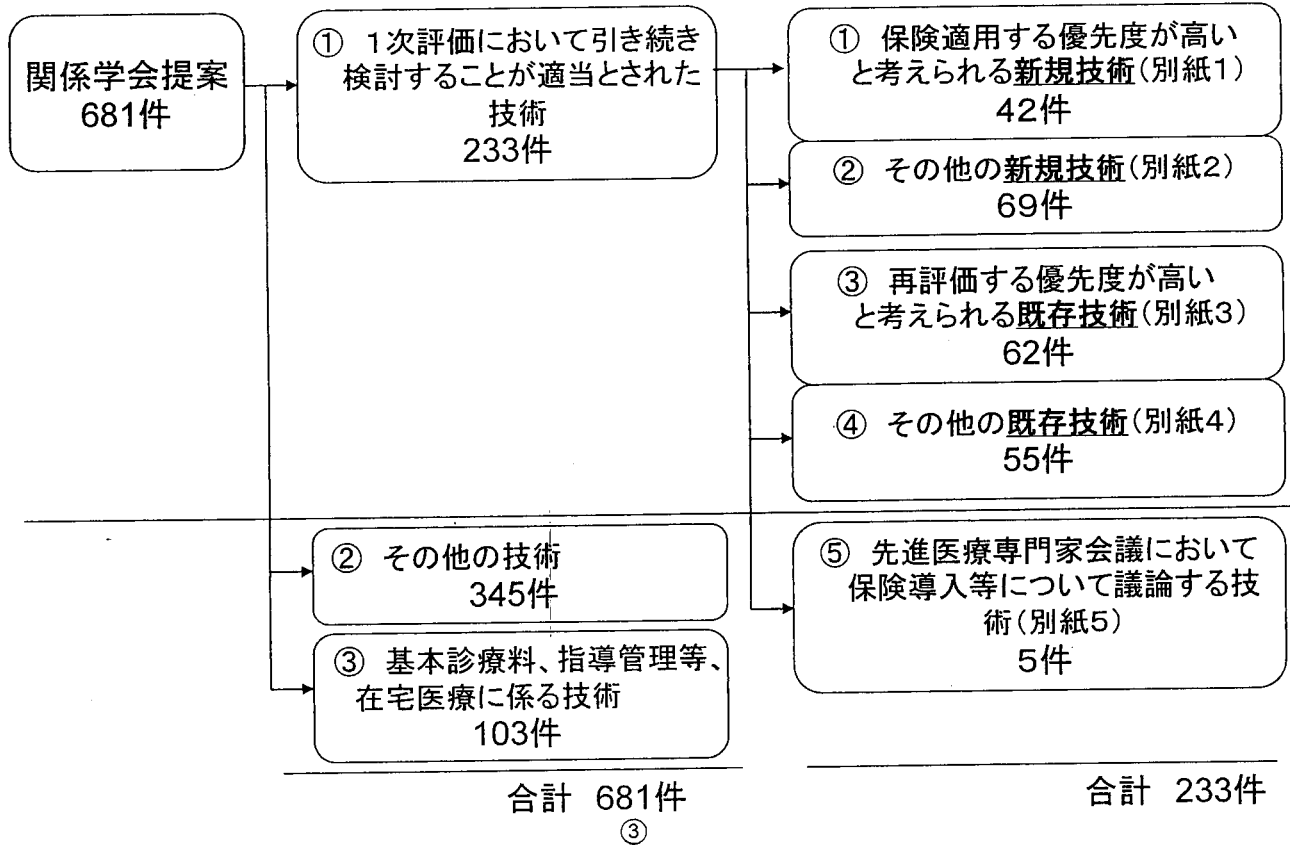 関係学会提案
681件
① 1次評価において引き続き
検討することが適当とされた
技術
233件
② その他の技術
345件
③ 基本診療料、指導管理等、
在宅医療に係る技術
103件
合計 681件
① 保険適用する優先度が高い
と考えられる新規技術(別紙1)
42件
② その他の新規技術(別紙2)
69件
③ 再評価する優先度が高い
と考えられる既存技術(別紙3)
62件
④ その他の既存技術(別紙4)
55件
⑤ 先進医療専門家会議において
保険導入等について議論する技
術(別紙5)
5件
合計 233件
③